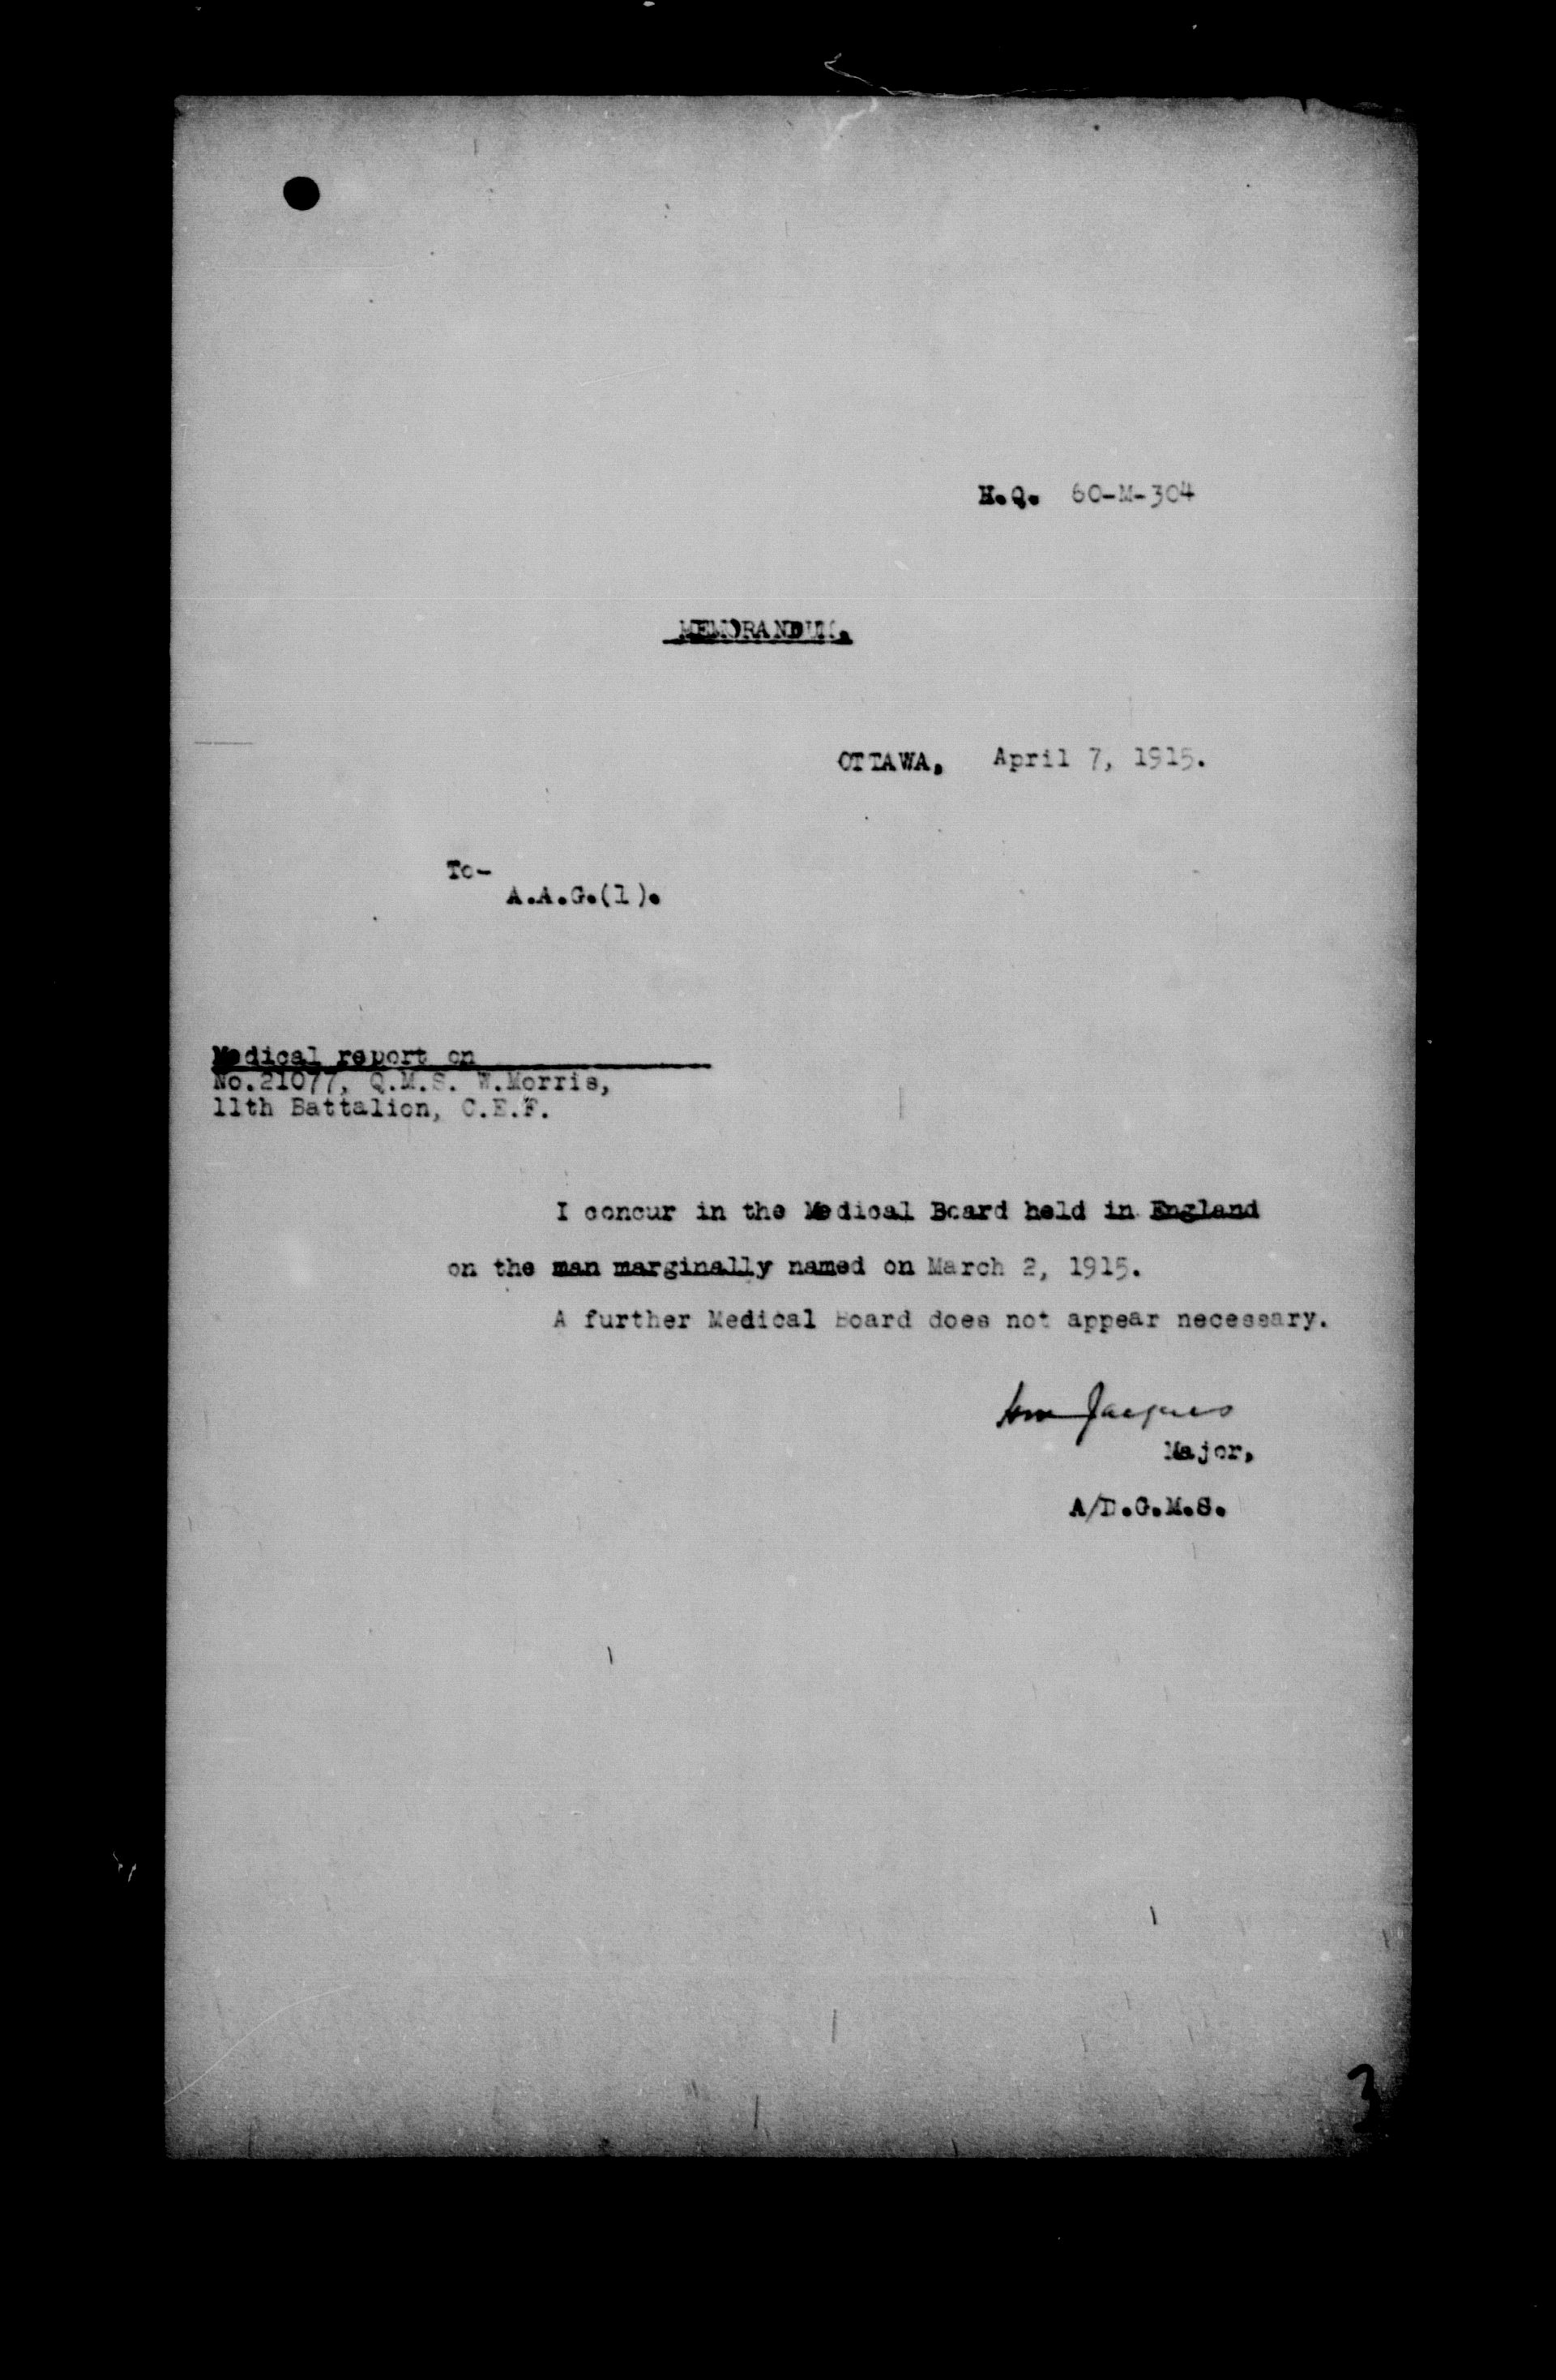 H.Q. 60-M-304
MEMORANDUM.
OTTAWA, April 7, 1915.
To-
A.A.G.(1).
Medical report on
No.21077, Q.M.S. W.Morris,
11th Battalion, C.E.F.
I concur in the Medical Board held in England
on the man marginally named on March 2, 1915.
A further Medical Board does not appear necessary.
Jacques
Major,
A/D.G.M.S.
3